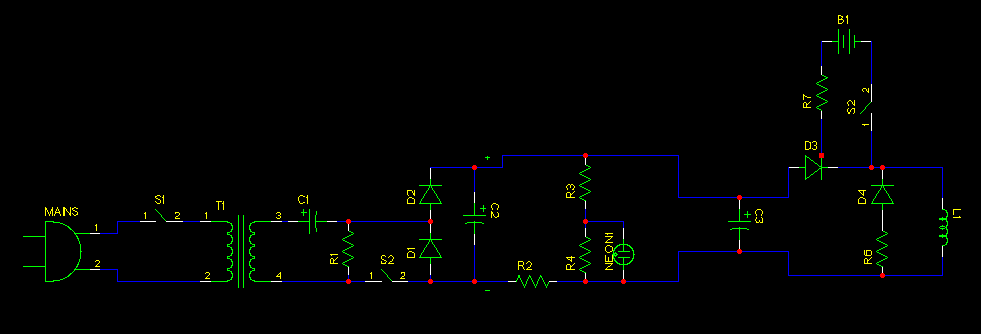 B1
R7
S2
2
1
D3
MAINS
1
2
S1
1
2
T1
1
2
3
4
C1
+
R1
S2
1
2
D2
D1
+
C2
+
-
R2
R3
R4
NEON1
+
C3
D4
R6
L1